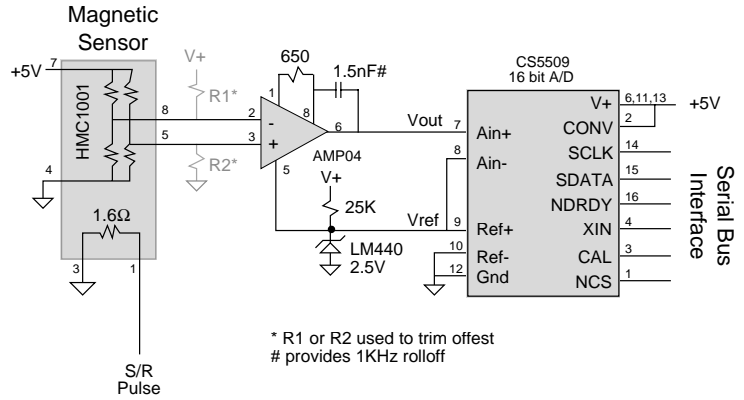 Magnetic
Sensor
7
+5V
HMC1001
8
5
4
1.6Ω
3
1
S/R
Pulse
V+
R1*
R2*
650
1.5nF#
1
8
2
-
3
+
6
5
AMP04
V+
25K
LM440
2.5V
Vout
Vref
CS5509
16 bit A/D
7
Ain+
8
Ain-
9
Ref+
10
Ref-
12
Gnd
V+
6,11,13
+5V
CONV
2
SCLK
14
SDATA
15
NDRDY
16
XIN
4
CAL
3
NCS
1
Serial Bus
Interface
* R1 or R2 used to trim offest
# provides 1KHz rolloff